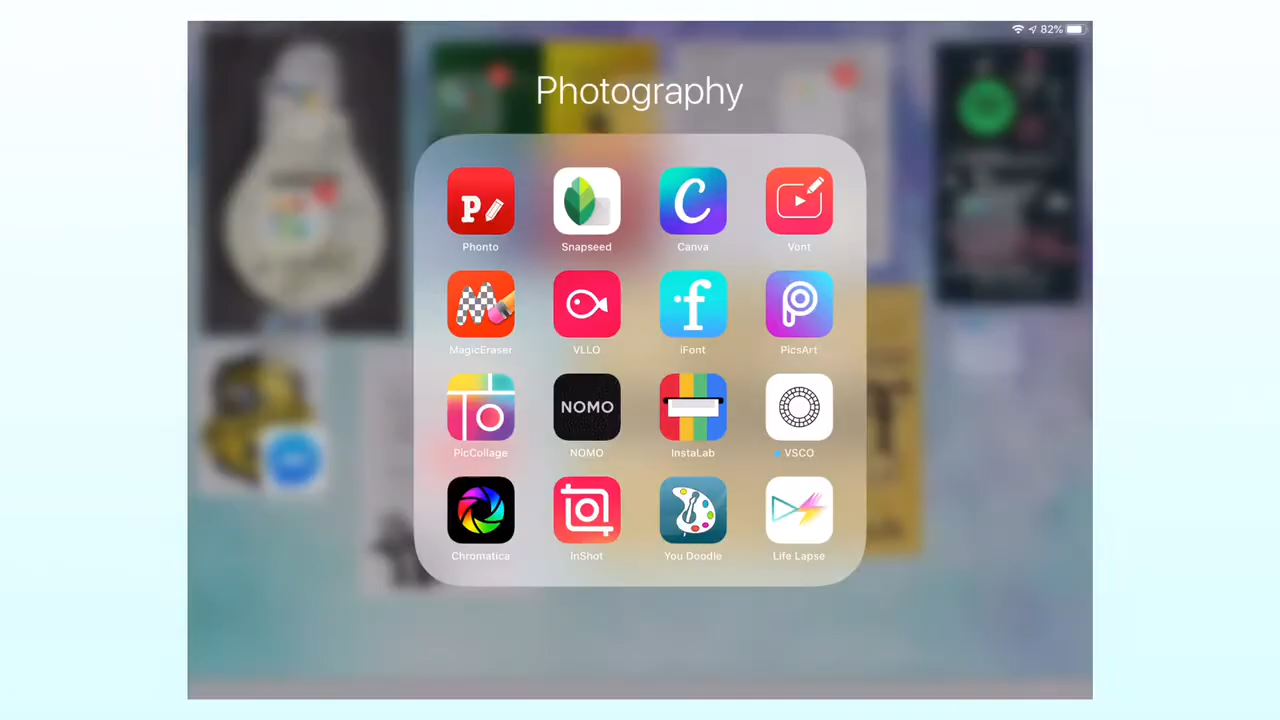 82%
Photography
Phonto Snapseed Canva Vont
MagicEraser VLLO iFont PicsArt
NOMO
PicCollage NOMO InstaLab VSCO
Chromatica InShot You Doodle Life Lapse